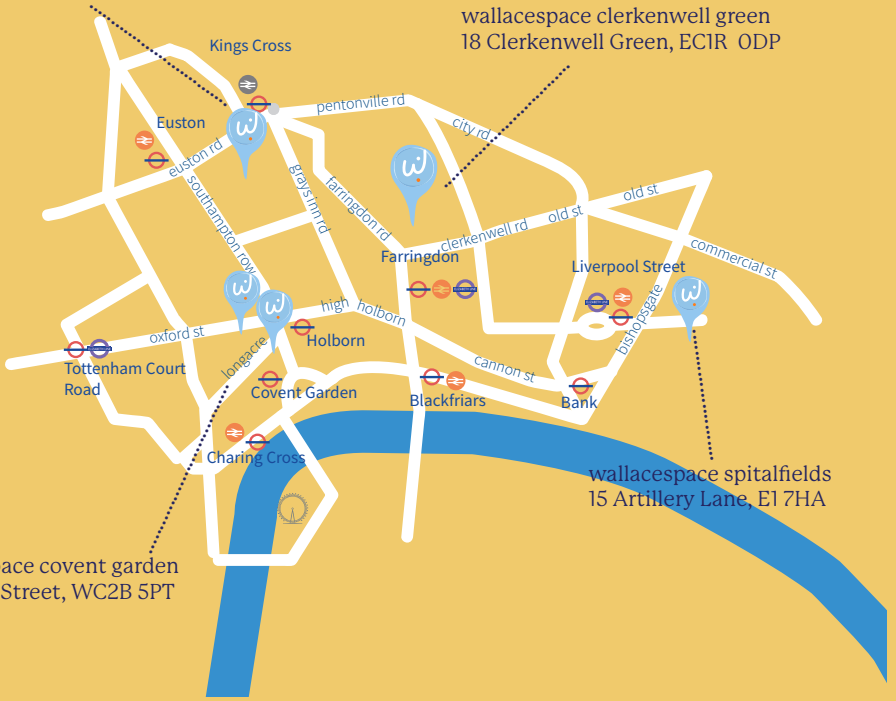 wallacespace clerkenwell green
18 Clerkenwell Green, EC1R 0DP
Kings Cross
pentonville rd
Euston
city rd
euston rd
grays inn rd
farringdon rd
southampton row
old st
old st
clerkenwell rd
commercial st
Farringdon
Liverpool Street
high holborn
bishopsgate
oxford st
Holborn
longacre
cannon st
Tottenham Court
Road
Covent Garden
Blackfriars
Bank
Charing Cross
wallacespace spitalfields
15 Artillery Lane, E1 7HA
covent garden
Street, WC2B 5PT